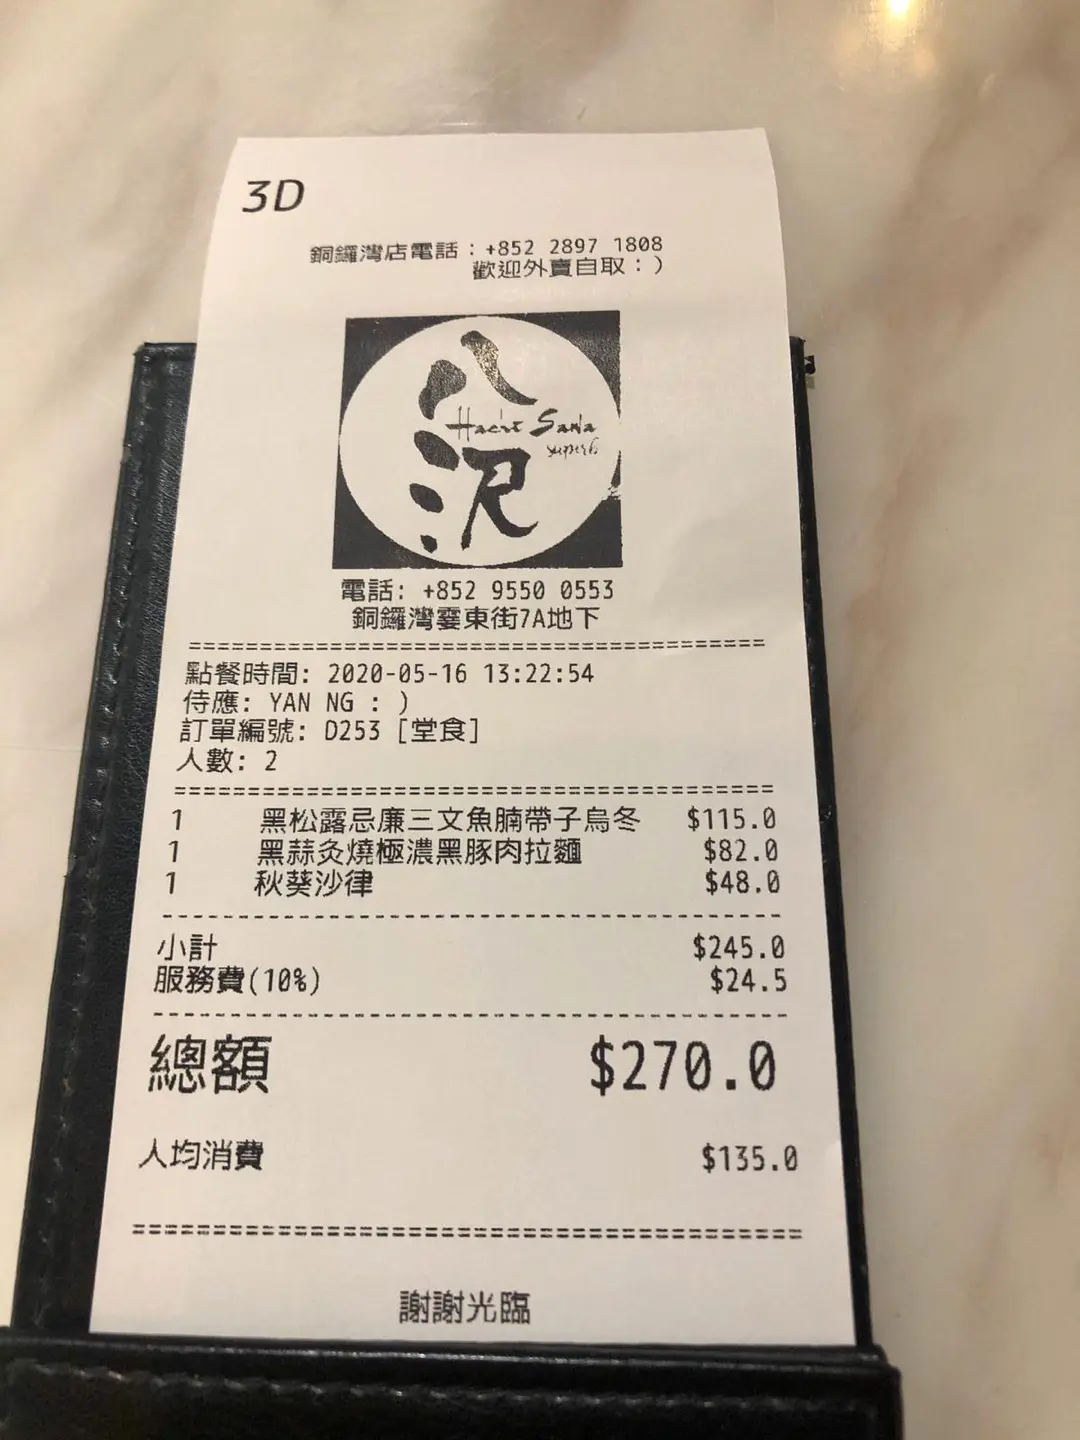 3D
銅鑼灣店電話：+852 2897 1808
歡迎外賣自取：)
八
Hachi Sawa
superb
沢
電話: +852 9550 0553
銅鑼灣霎東街7A地下
========================================
點餐時間: 2020-05-16 13:22:54
侍應: YAN NG : )
訂單編號: D253 [堂食]
人數: 2
========================================
1 黑松露忌廉三文魚腩帶子烏冬 $115.0
1 黑蒜灸燒極濃黑豚肉拉麵 $82.0
1 秋葵沙律 $48.0
----------------------------------------
小計 $245.0
服務費(10%) $24.5
----------------------------------------
總額 $270.0
人均消費 $135.0
========================================
謝謝光臨